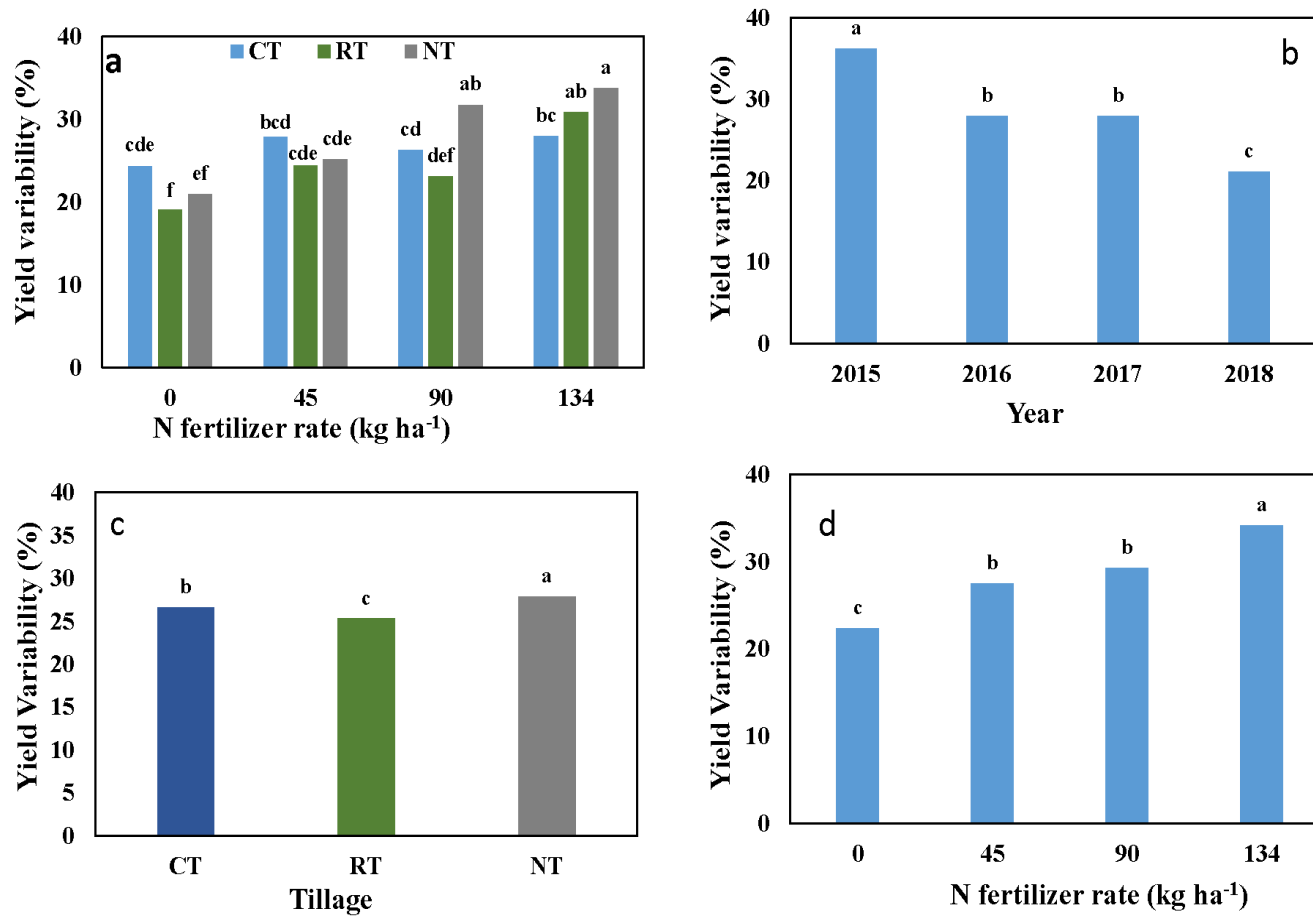 a
CT RT NT
Yield variability (%)
40
30
20
10
0
cde f ef
bcd cde cde
cd def ab
bc ab a
0 45 90 134
N fertilizer rate (kg ha-1)
b
Yield variability (%)
40
30
20
10
0
a b b c
2015 2016 2017 2018
Year
c
Yield Variability (%)
40
35
30
25
20
15
10
5
0
b c a
CT RT NT
Tillage
d
Yield Variability (%)
40
30
20
10
0
c b b a
0 45 90 134
N fertilizer rate (kg ha-1)